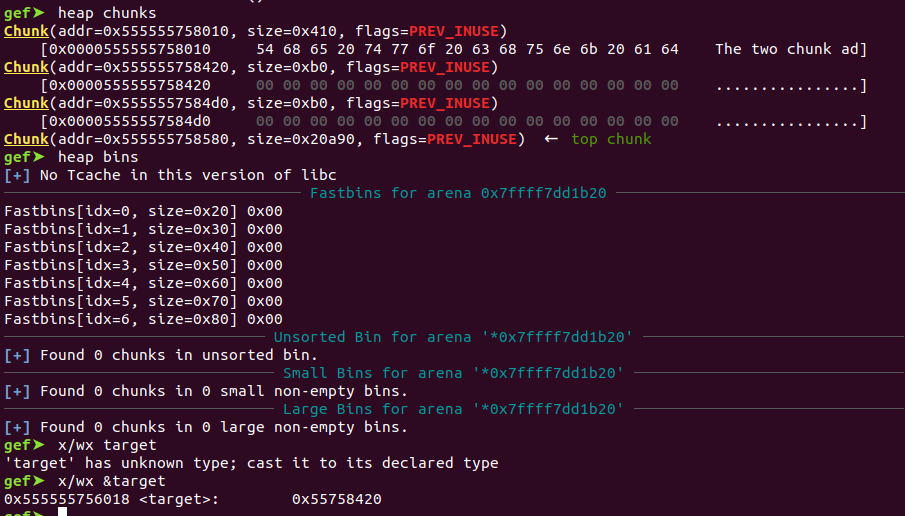 gef➤  heap chunks
Chunk(addr=0x555555758010, size=0x410, flags=PREV_INUSE)
    [0x0000555555758010     54 68 65 20 74 77 6f 20 63 68 75 6e 6b 20 61 64    The two chunk ad]
Chunk(addr=0x555555758420, size=0xb0, flags=PREV_INUSE)
    [0x0000555555758420     00 00 00 00 00 00 00 00 00 00 00 00 00 00 00 00    ................]
Chunk(addr=0x5555557584d0, size=0xb0, flags=PREV_INUSE)
    [0x00005555557584d0     00 00 00 00 00 00 00 00 00 00 00 00 00 00 00 00    ................]
Chunk(addr=0x555555758580, size=0x20a90, flags=PREV_INUSE)  ←  top chunk
gef➤  heap bins
[+] No Tcache in this version of libc
Fastbins for arena 0x7ffff7dd1b20
Fastbins[idx=0, size=0x20] 0x00
Fastbins[idx=1, size=0x30] 0x00
Fastbins[idx=2, size=0x40] 0x00
Fastbins[idx=3, size=0x50] 0x00
Fastbins[idx=4, size=0x60] 0x00
Fastbins[idx=5, size=0x70] 0x00
Fastbins[idx=6, size=0x80] 0x00
Unsorted Bin for arena '*0x7ffff7dd1b20'
[+] Found 0 chunks in unsorted bin.
Small Bins for arena '*0x7ffff7dd1b20'
[+] Found 0 chunks in 0 small non-empty bins.
Large Bins for arena '*0x7ffff7dd1b20'
[+] Found 0 chunks in 0 large non-empty bins.
gef➤  x/wx target
'target' has unknown type; cast it to its declared type
gef➤  x/wx &target
0x555555756018 <target>:        0x55758420
gef➤